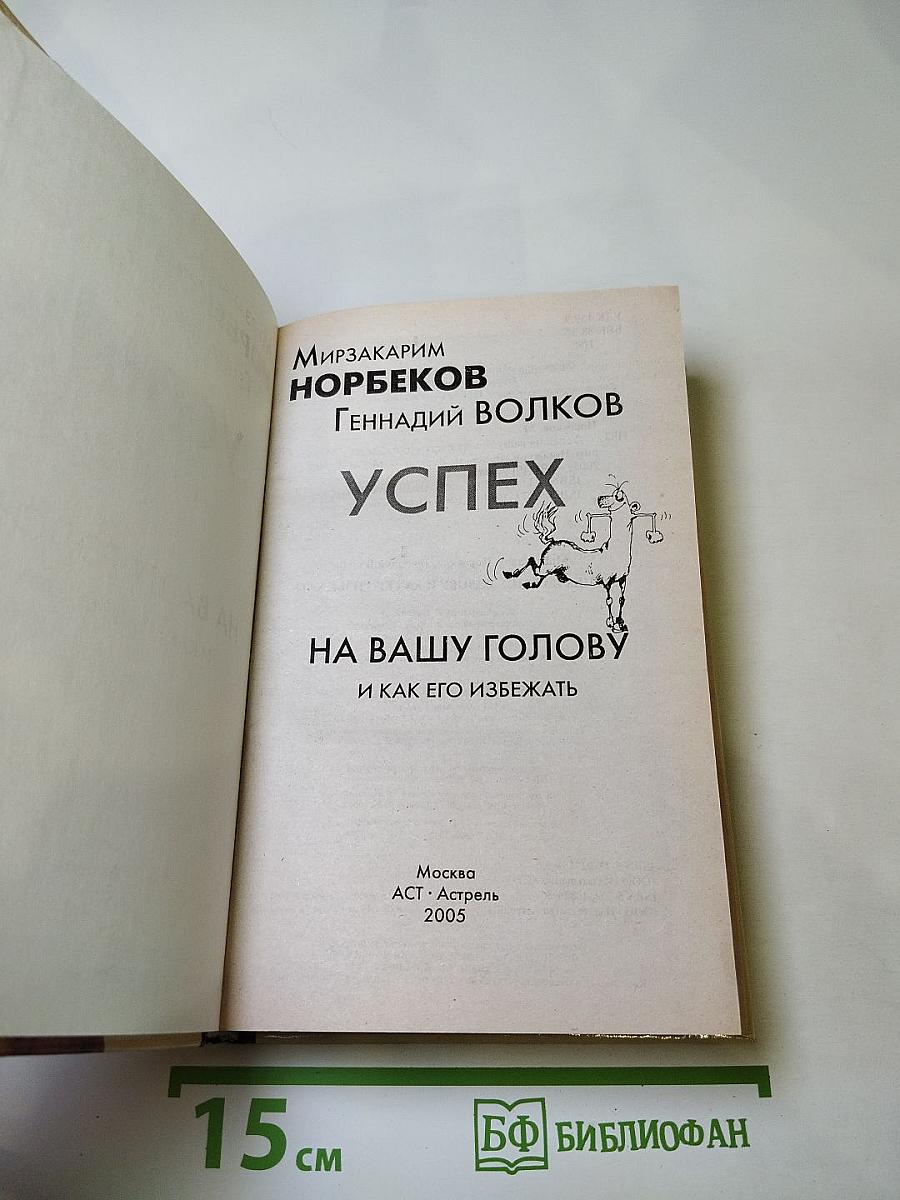 Мирзакарим
НОРБЕКОВ
Геннадий ВОЛКОВ
УСПЕХ
НА ВАШУ ГОЛОВУ
И КАК ЕГО ИЗБЕЖАТЬ
Москва
АСТ · Астрель
2005
15 см
БФ БИБЛИОФАН